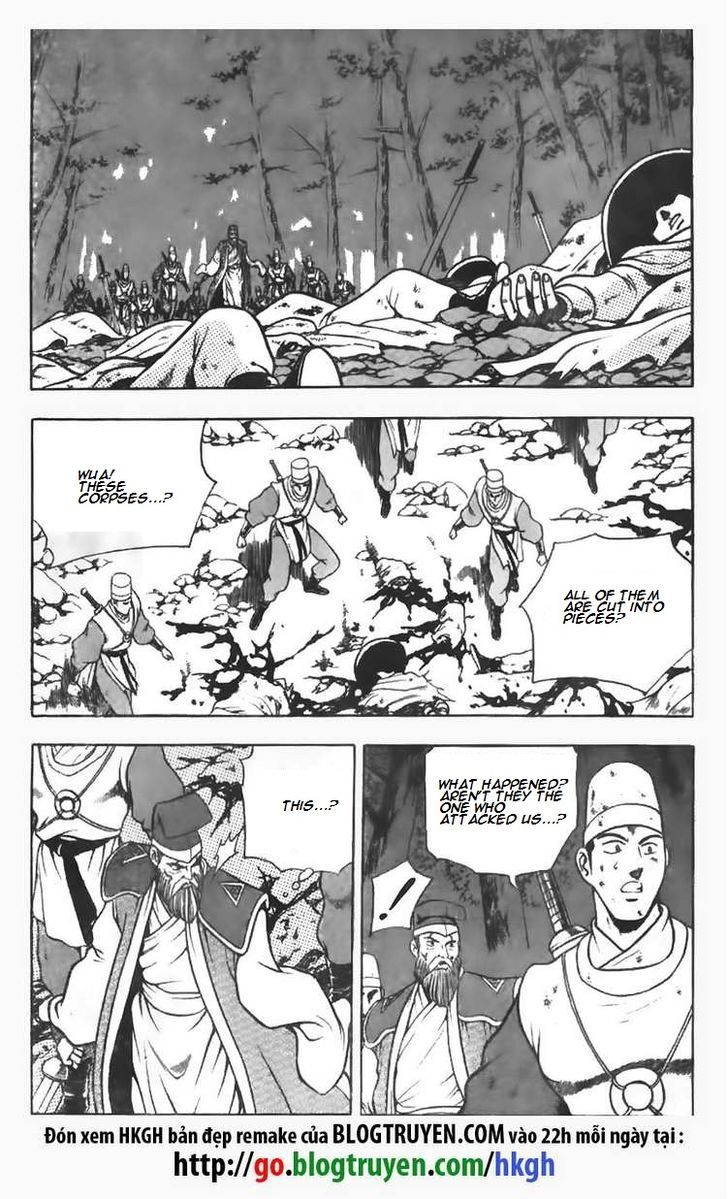 WUA!
THESE
CORPSES...?
ALL OF THEM
ARE CUT INTO
PIECES?
THIS...?
WHAT HAPPENED?
AREN'T THEY THE
ONE WHO
ATTACKED US...?
!
Đón xem HKGH bản đẹp remake của BLOGTRUYEN.COM vào 22h mỗi ngày tại :
http://go.blogtruyen.com/hkgh